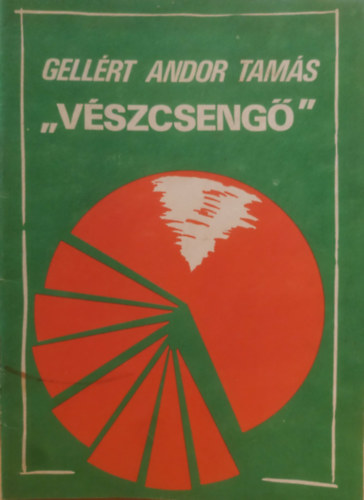 GELLÉRT ANDOR TAMÁS
„VÉSZCSENGŐ”